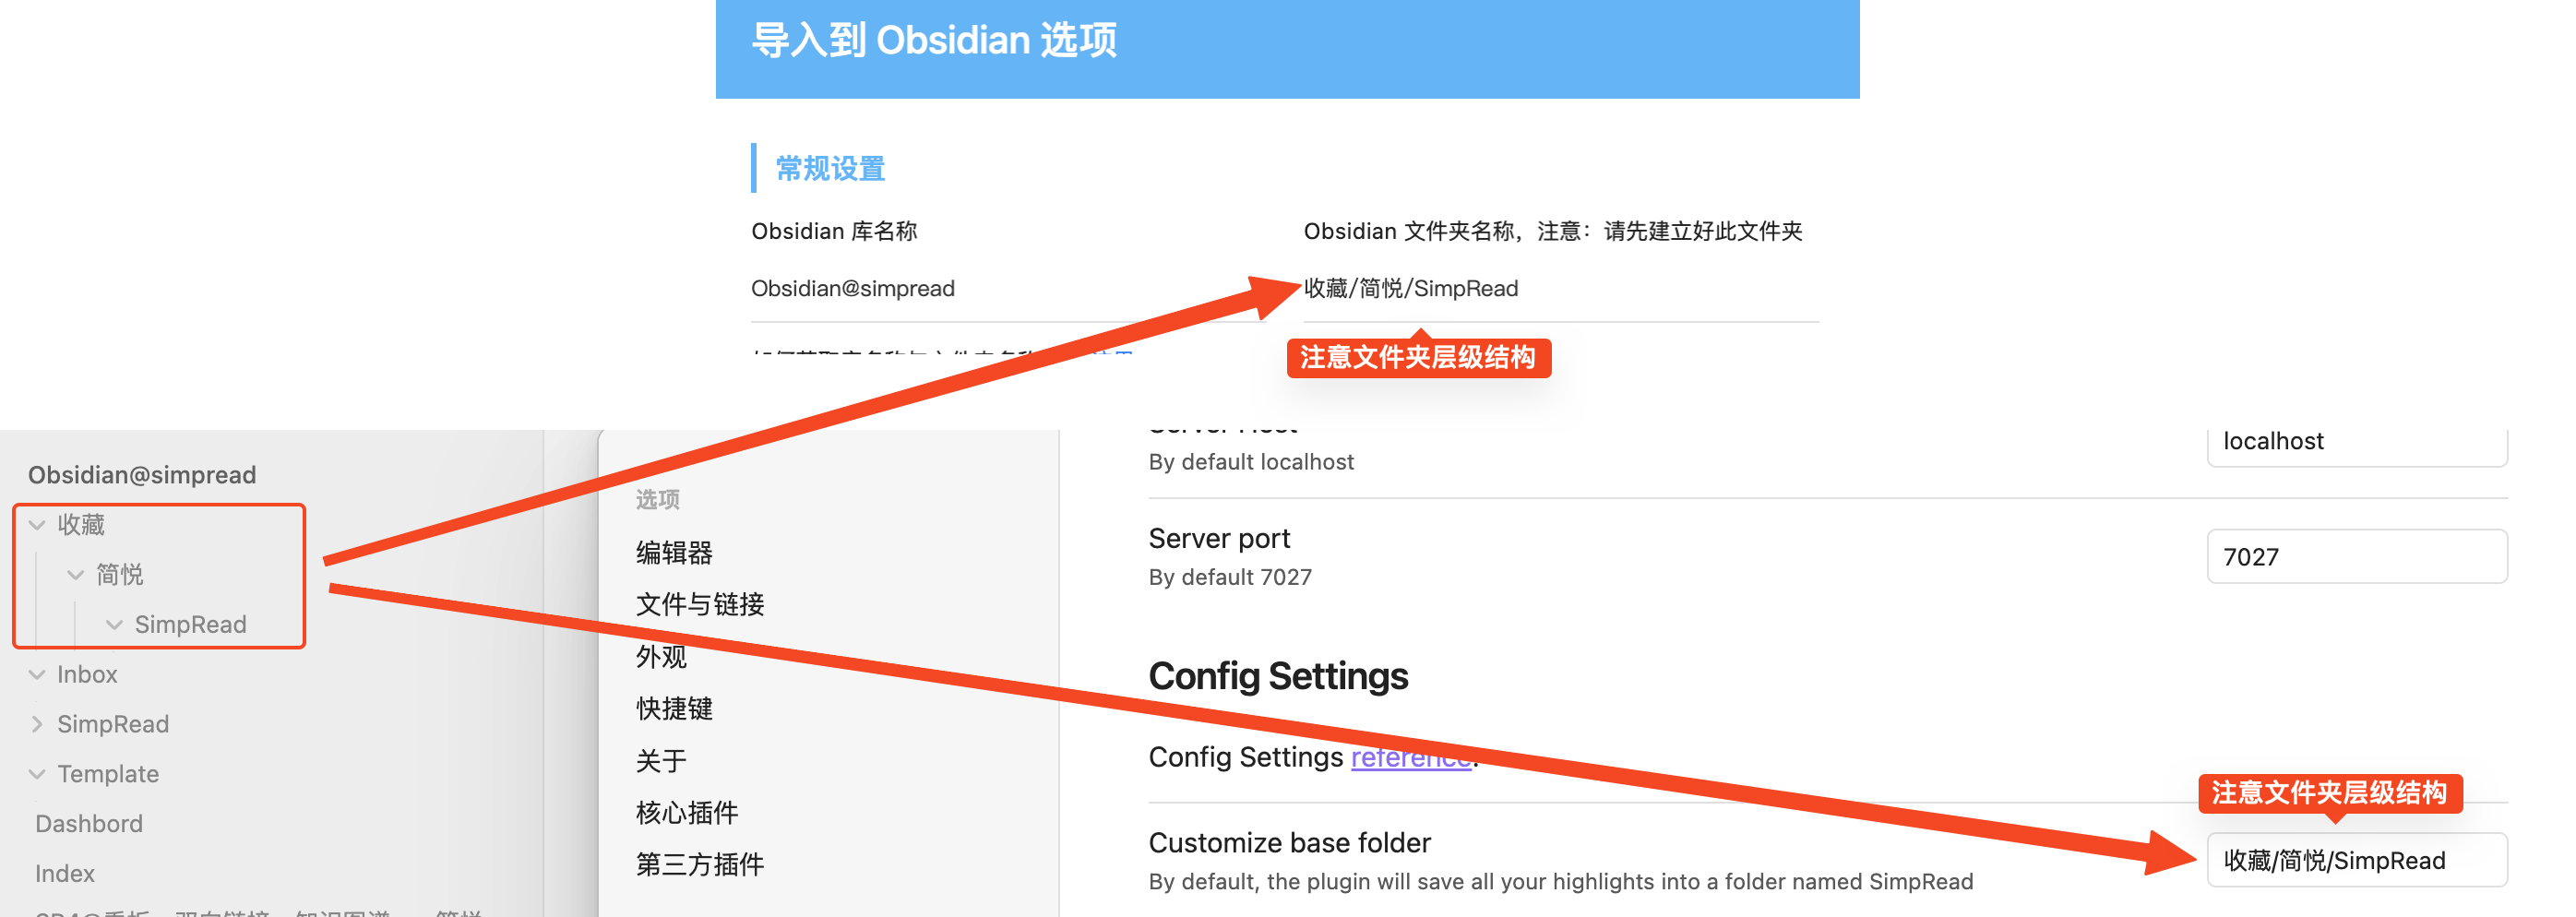 导入到 Obsidian 选项
常规设置
Obsidian 库名称
Obsidian 文件夹名称，注意：请先建立好此文件夹
Obsidian@simpread
收藏/简悦/SimpRead
注意文件夹层级结构
Obsidian@simpread
收藏
简悦
SimpRead
Inbox
SimpRead
Template
Dashbord
Index
选项
编辑器
文件与链接
外观
快捷键
关于
核心插件
第三方插件
Server Host
By default localhost
localhost
Server port
By default 7027
7027
Config Settings
Config Settings reference.
注意文件夹层级结构
Customize base folder
By default, the plugin will save all your highlights into a folder named SimpRead
收藏/简悦/SimpRead